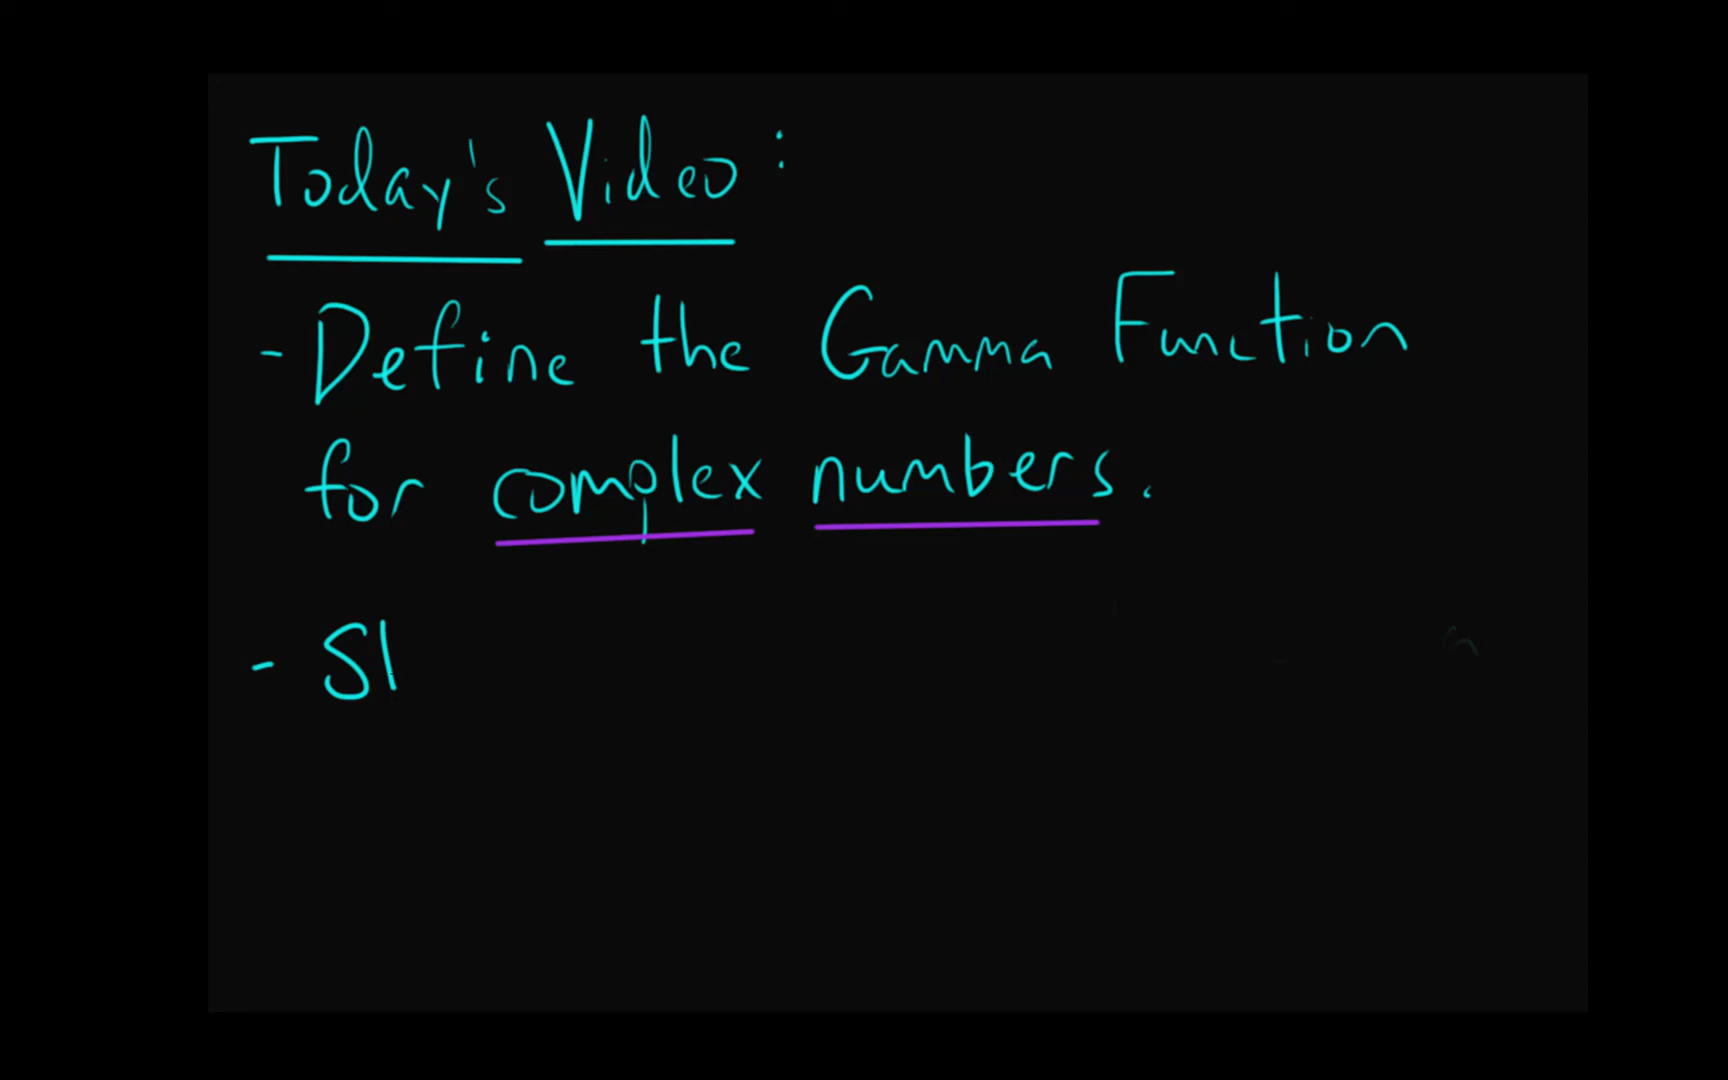 Today's Video:
- Define the Gamma Function
for complex numbers.
- Sl